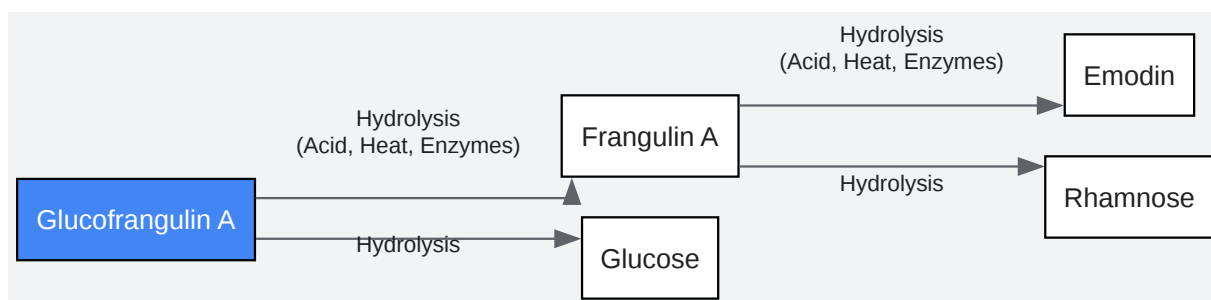 Hydrolysis
(Acid, Heat, Enzymes)
Emodin
Hydrolysis
(Acid, Heat, Enzymes)
Frangulin A
Hydrolysis
Rhamnose
Glucofrangulin A
Hydrolysis
Glucose